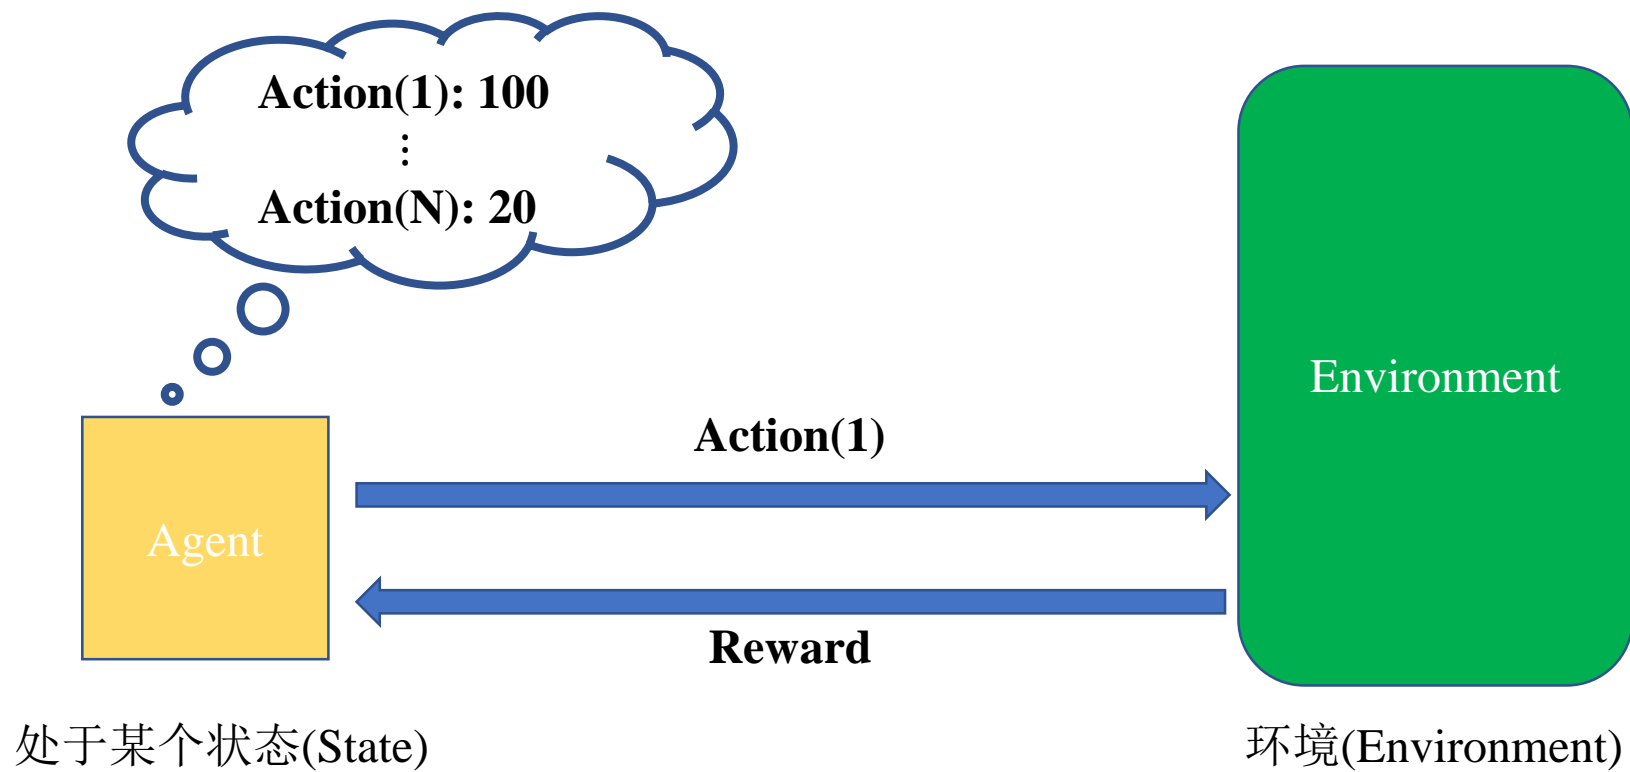 Action(1): 100
⋮
Action(N): 20
Environment
Action(1)
Agent
Reward
处于某个状态(State)
环境(Environment)